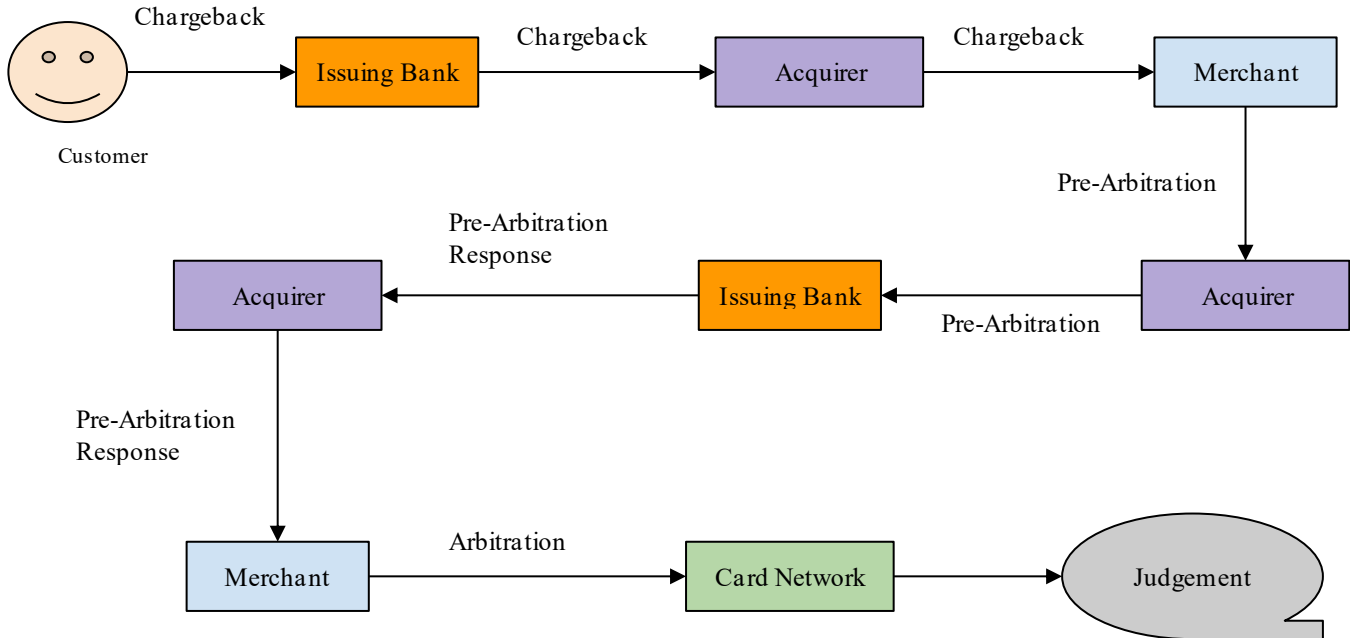 Chargeback
Chargeback
Chargeback
Issuing Bank
Acquirer
Merchant
Customer
Pre-Arbitration
Pre-Arbitration
Response
Acquirer
Issuing Bank
Acquirer
Pre-Arbitration
Pre-Arbitration
Response
Arbitration
Merchant
Card Network
Judgement